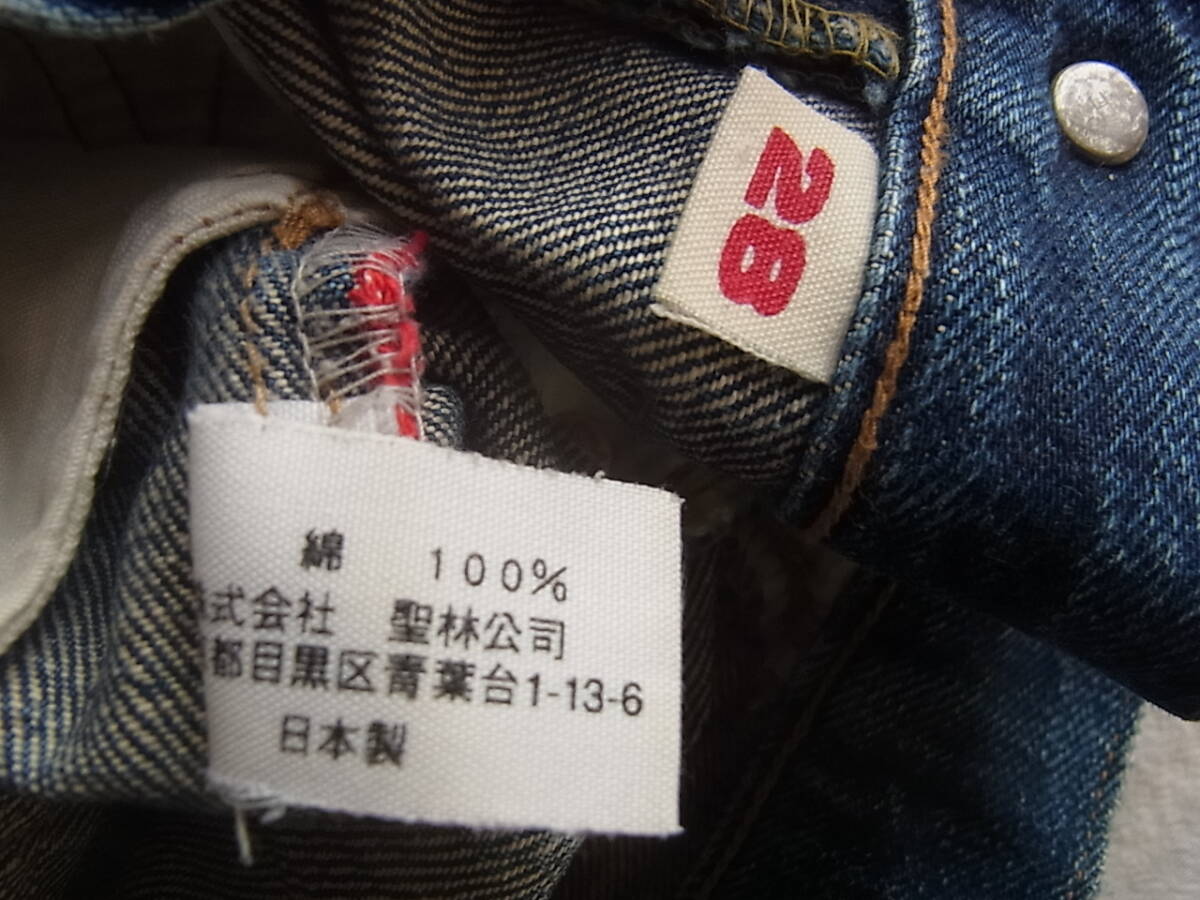 28
綿 100%
式会社 聖林公司
都目黒区青葉台1-13-6
日本製